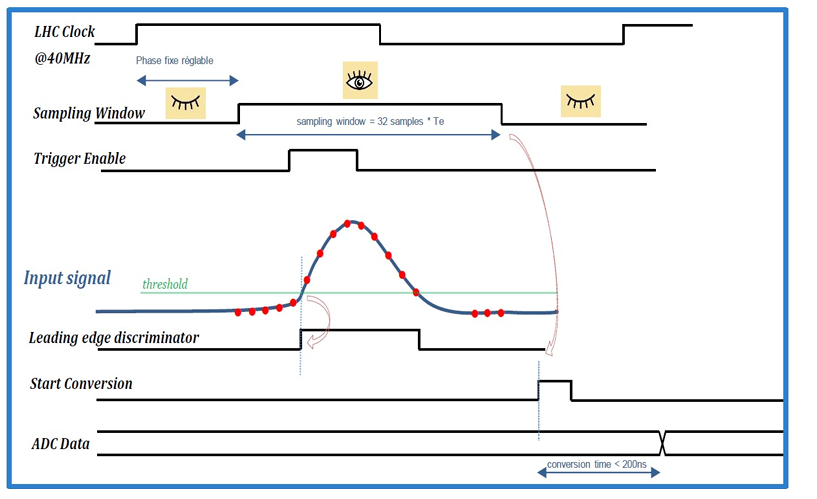 LHC Clock
@40MHz
Phase fixe réglable
Sampling Window
sampling window = 32 samples * Te
Trigger Enable
Input signal
threshold
Leading edge discriminator
Start Conversion
ADC Data
conversion time < 200ns